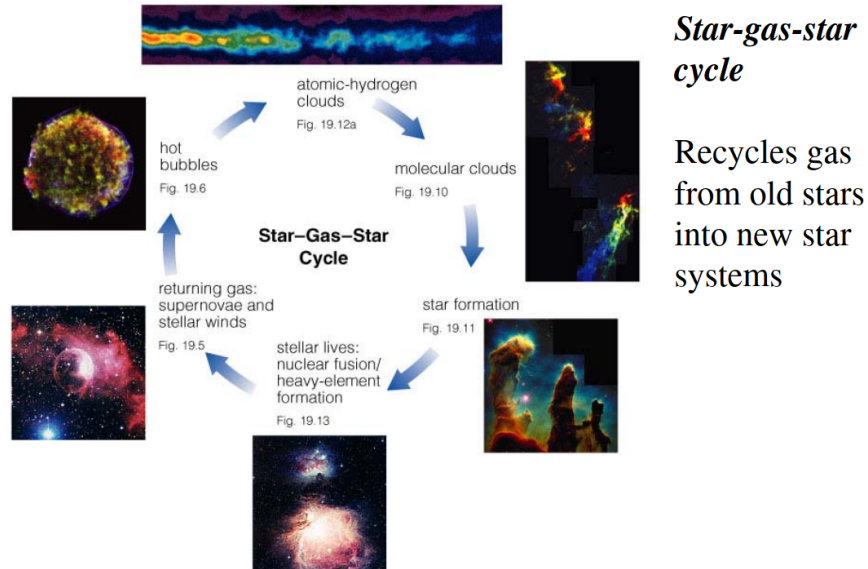 Star-gas-star
cycle
Recycles gas
from old stars
into new star
systems
Star–Gas–Star
Cycle
atomic-hydrogen
clouds
Fig. 19.12a
molecular clouds
Fig. 19.10
star formation
Fig. 19.11
stellar lives:
nuclear fusion/
heavy-element
formation
Fig. 19.13
returning gas:
supernovae and
stellar winds
Fig. 19.5
hot
bubbles
Fig. 19.6